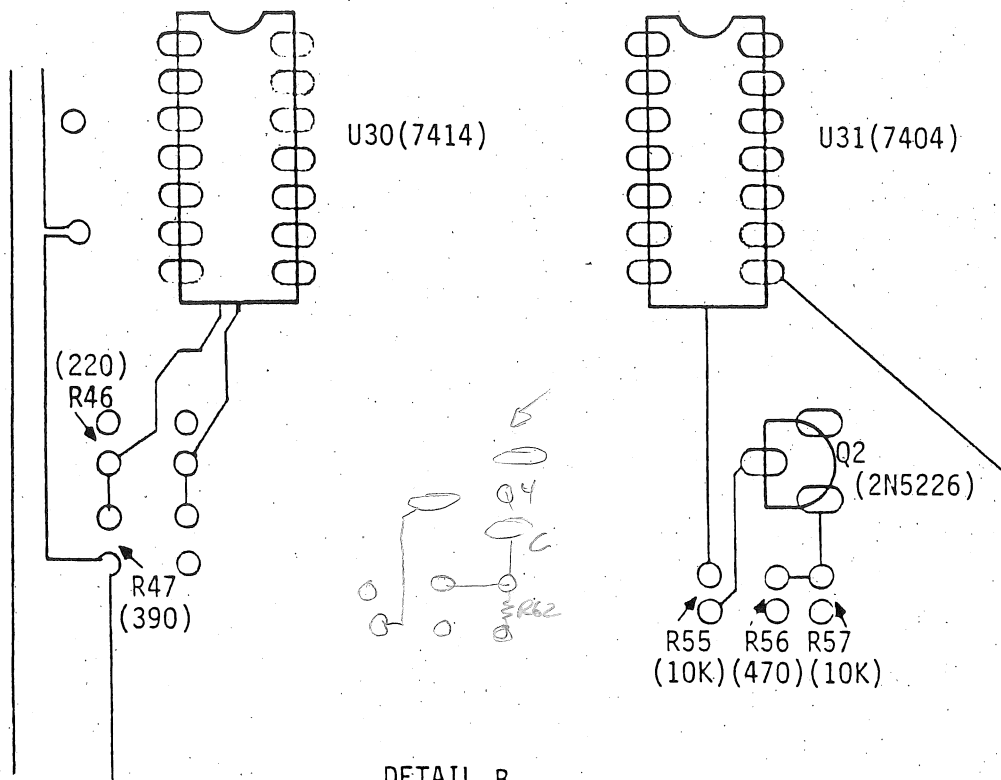 U30(7414)
U31(7404)
(220)
R46
R47
(390)
Q4
C
R62
Q2
(2N5226)
R55 R56 R57
(10K)(470)(10K)
DETAIL B